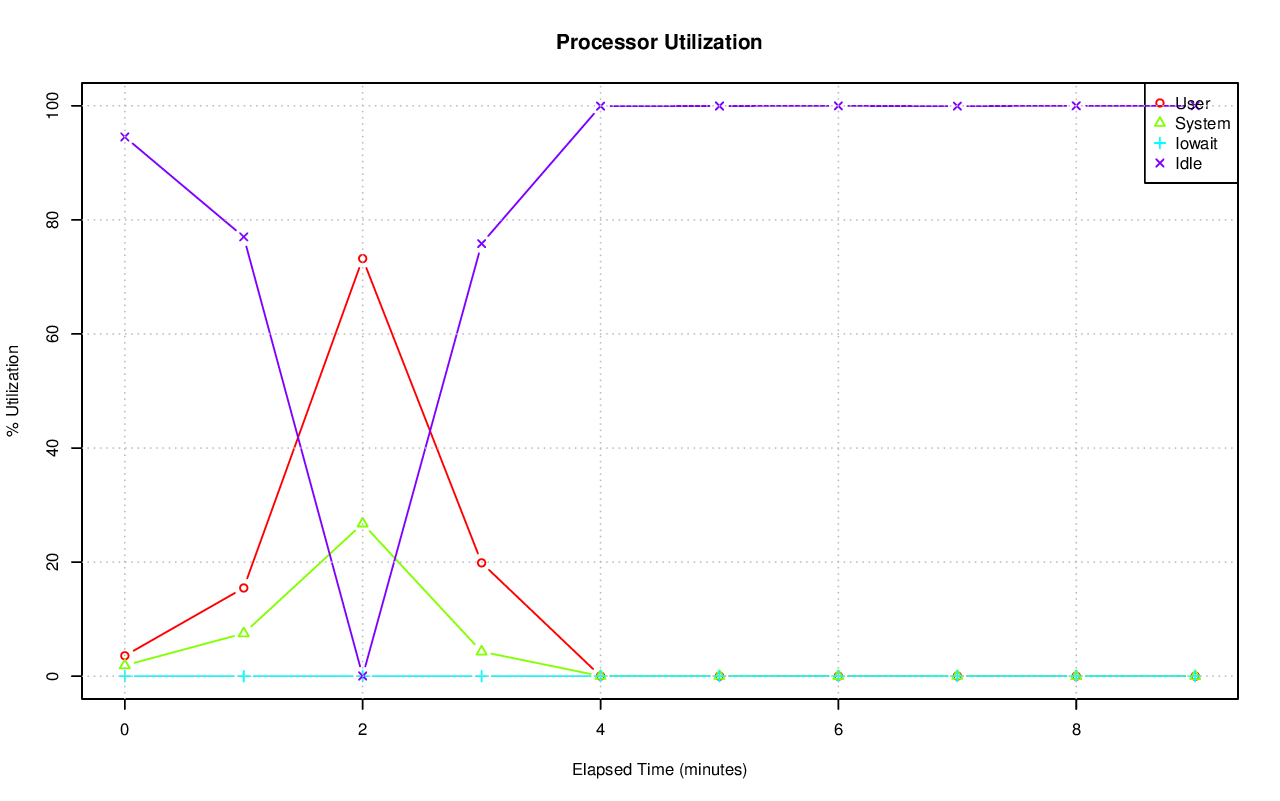 Processor Utilization
100
80
60
40
20
0
% Utilization
User
System
Iowait
Idle
0 2 4 6 8
Elapsed Time (minutes)